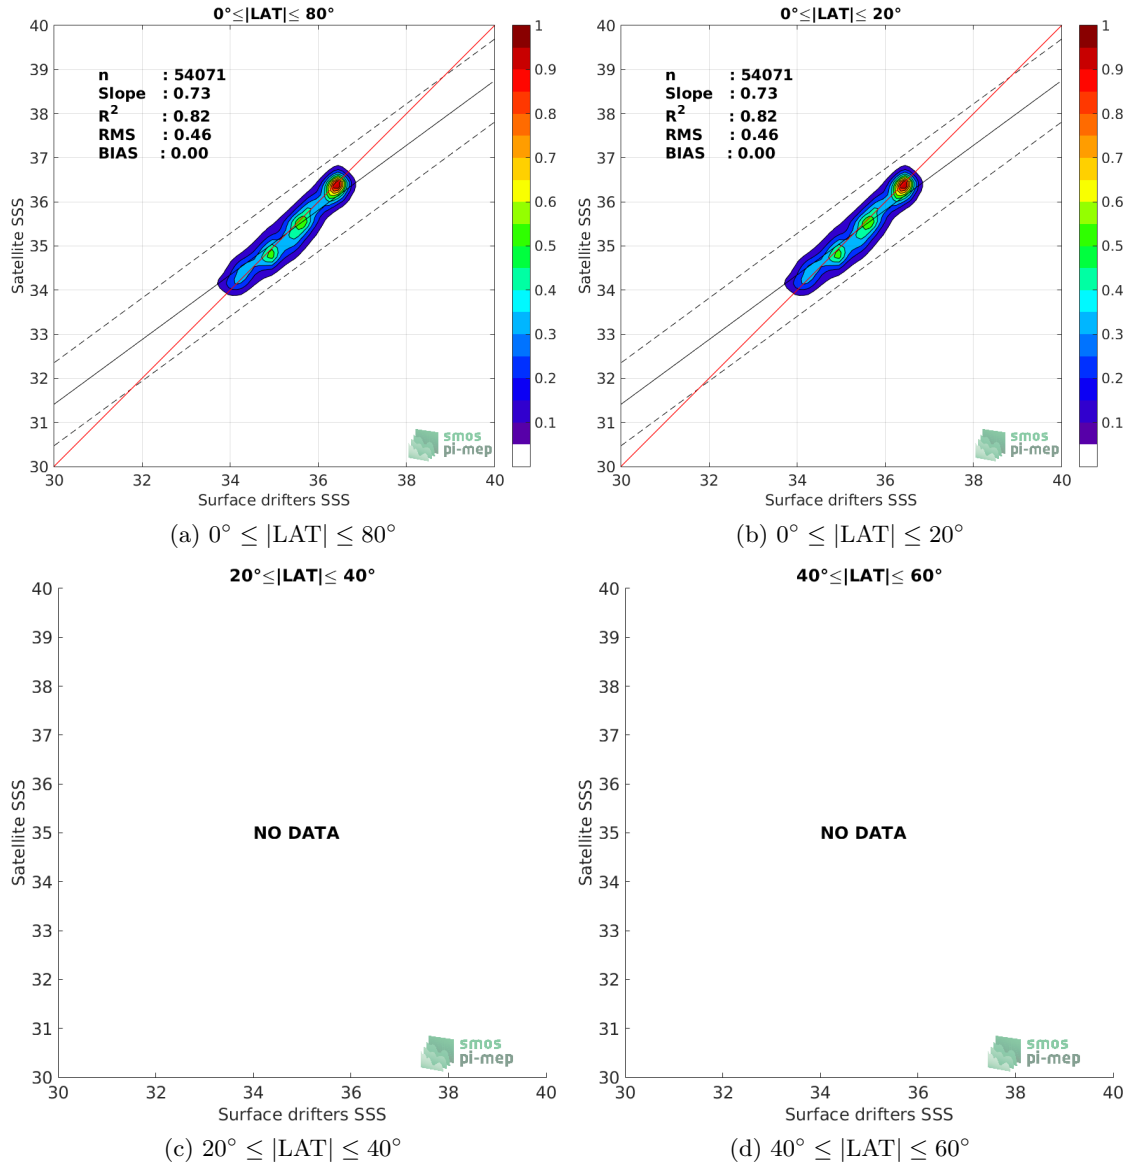 0°≤|LAT|≤ 80°
40
39
38
37
36
35
34
33
32
31
30
Satellite SSS
n : 54071
Slope : 0.73
R2 : 0.82
RMS : 0.46
BIAS : 0.00
smos
pi-mep
30 32 34 36 38 40
Surface drifters SSS
1
0.9
0.8
0.7
0.6
0.5
0.4
0.3
0.2
0.1
(a) 0° ≤ |LAT| ≤ 80°
0°≤|LAT|≤ 20°
40
39
38
37
36
35
34
33
32
31
30
Satellite SSS
n : 54071
Slope : 0.73
R2 : 0.82
RMS : 0.46
BIAS : 0.00
smos
pi-mep
30 32 34 36 38 40
Surface drifters SSS
1
0.9
0.8
0.7
0.6
0.5
0.4
0.3
0.2
0.1
(b) 0° ≤ |LAT| ≤ 20°
20°≤|LAT|≤ 40°
40
39
38
37
36
35
34
33
32
31
30
Satellite SSS
NO DATA
smos
pi-mep
30 32 34 36 38 40
Surface drifters SSS
(c) 20° ≤ |LAT| ≤ 40°
40°≤|LAT|≤ 60°
40
39
38
37
36
35
34
33
32
31
30
Satellite SSS
NO DATA
smos
pi-mep
30 32 34 36 38 40
Surface drifters SSS
(d) 40° ≤ |LAT| ≤ 60°